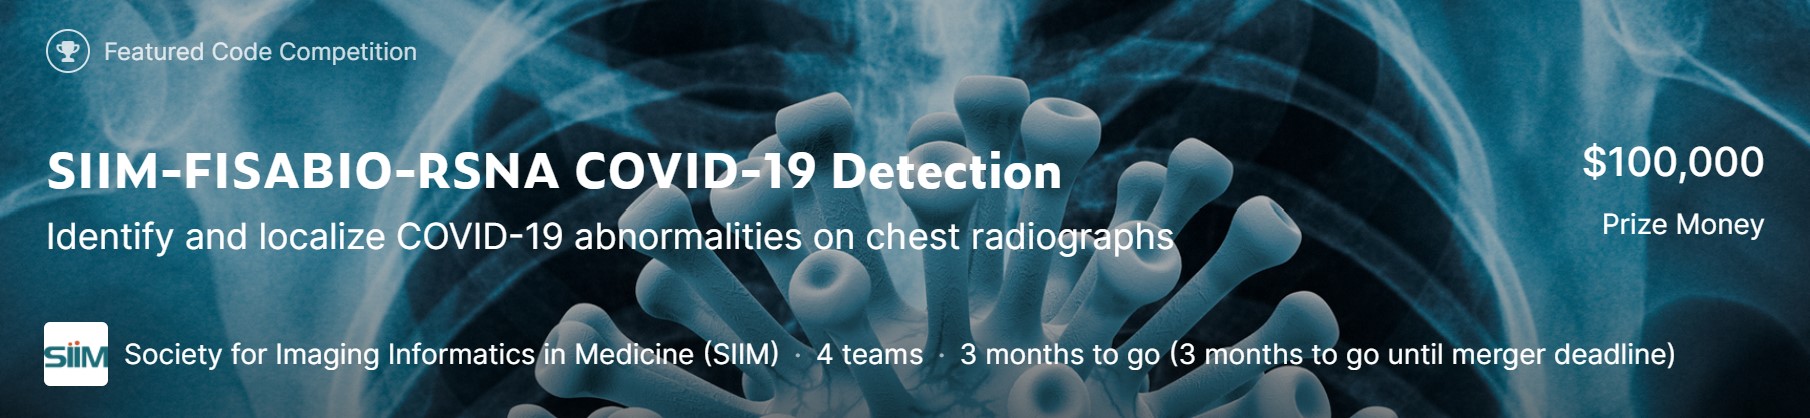 Featured Code Competition
SIIM-FISABIO-RSNA COVID-19 Detection
Identify and localize COVID-19 abnormalities on chest radiographs
$100,000
Prize Money
SiiM
Society for Imaging Informatics in Medicine (SIIM) · 4 teams · 3 months to go (3 months to go until merger deadline)